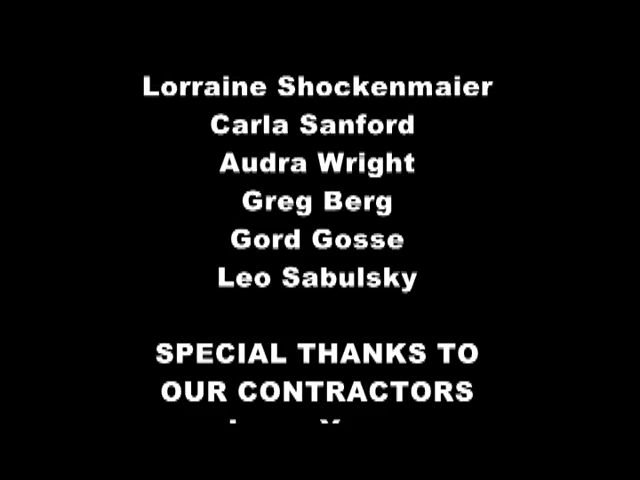 Lorraine Shockenmaier
Carla Sanford
Audra Wright
Greg Berg
Gord Gosse
Leo Sabulsky
SPECIAL THANKS TO
OUR CONTRACTORS